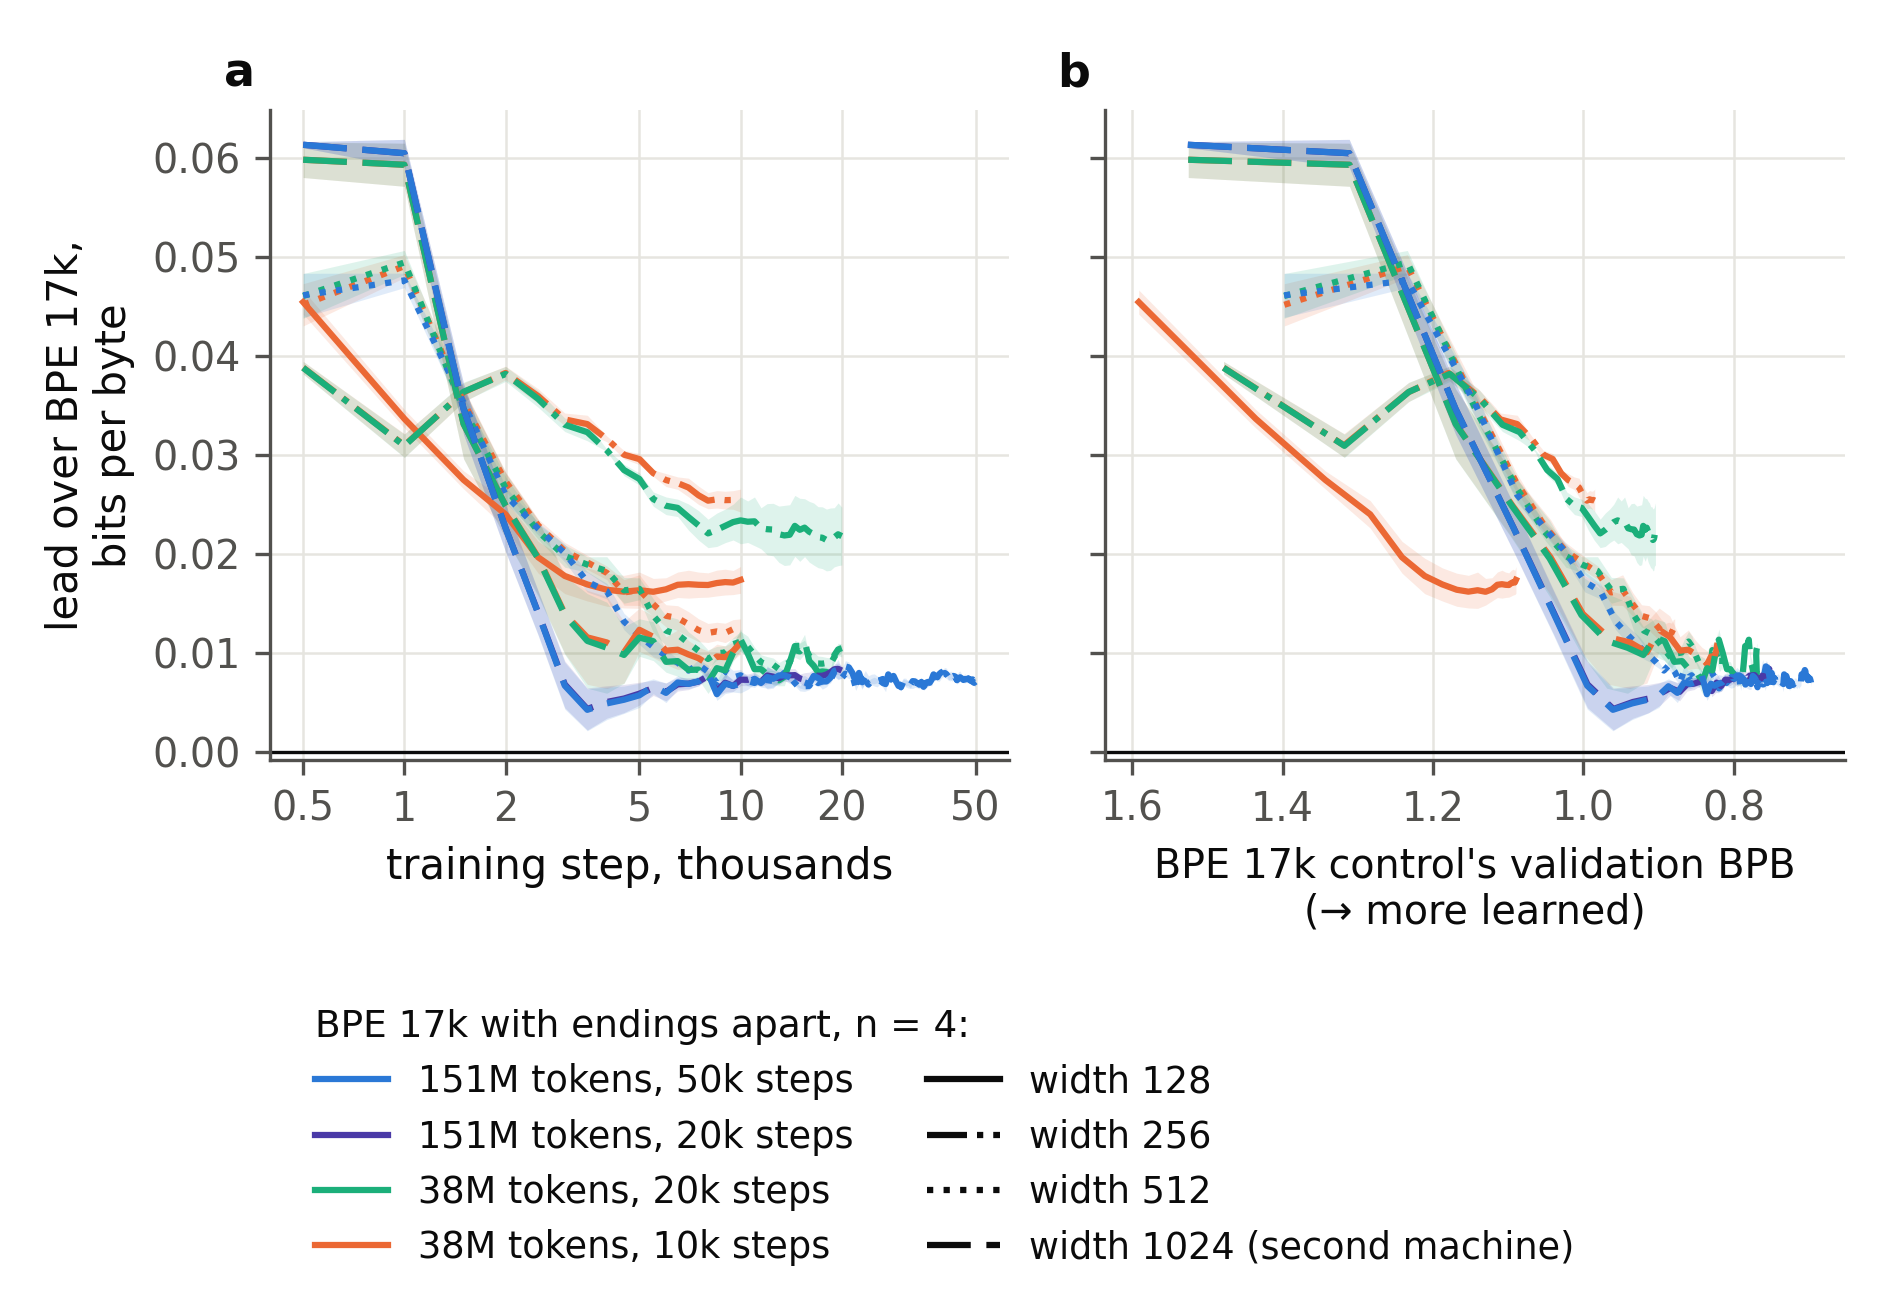 a
b
lead over BPE 17k,
bits per byte
0.06
0.05
0.04
0.03
0.02
0.01
0.00
0.5 1 2 5 10 20 50
training step, thousands
1.6 1.4 1.2 1.0 0.8
BPE 17k control's validation BPB
(→ more learned)
BPE 17k with endings apart, n = 4:
151M tokens, 50k steps
151M tokens, 20k steps
38M tokens, 20k steps
38M tokens, 10k steps
width 128
width 256
width 512
width 1024 (second machine)